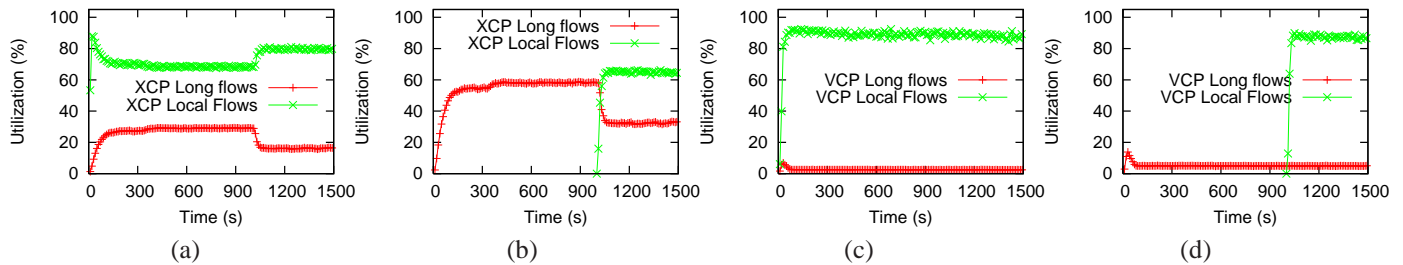 Utilization (%)
100
80
60
40
20
0
0 300 600 900 1200 1500
Time (s)
XCP Long flows
XCP Local Flows
(a)
Utilization (%)
100
80
60
40
20
0
0 300 600 900 1200 1500
Time (s)
XCP Long flows
XCP Local Flows
(b)
Utilization (%)
100
80
60
40
20
0
0 300 600 900 1200 1500
Time (s)
VCP Long flows
VCP Local Flows
(c)
Utilization (%)
100
80
60
40
20
0
0 300 600 900 1200 1500
Time (s)
VCP Long flows
VCP Local Flows
(d)